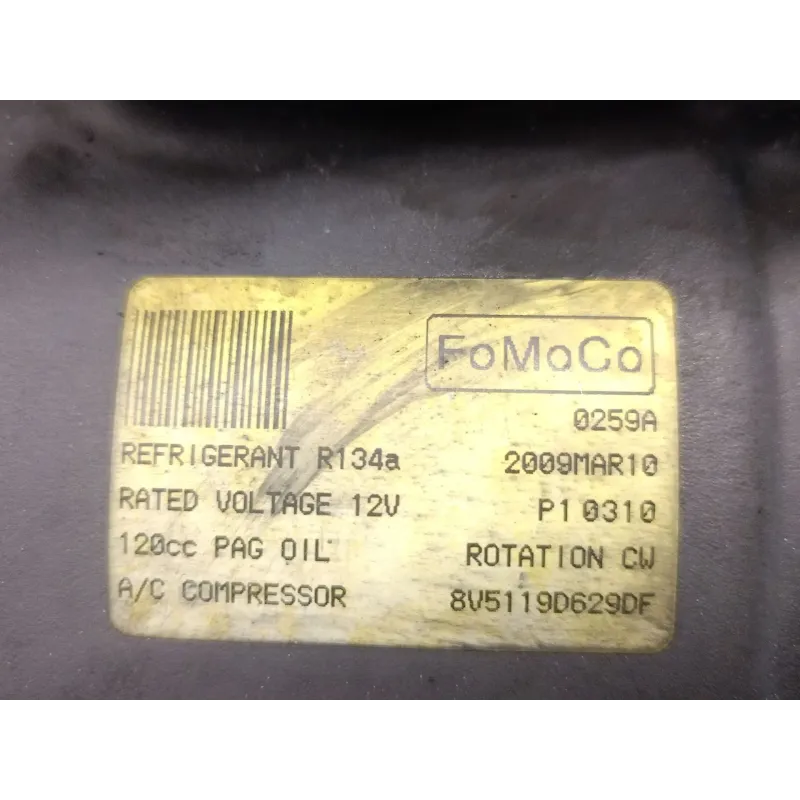 FoMoCo
0259A
REFRIGERANT R134a 2009MAR10
RATED VOLTAGE 12V P1 0310
120cc PAG OIL ROTATION CW
A/C COMPRESSOR 8V5119D629DF